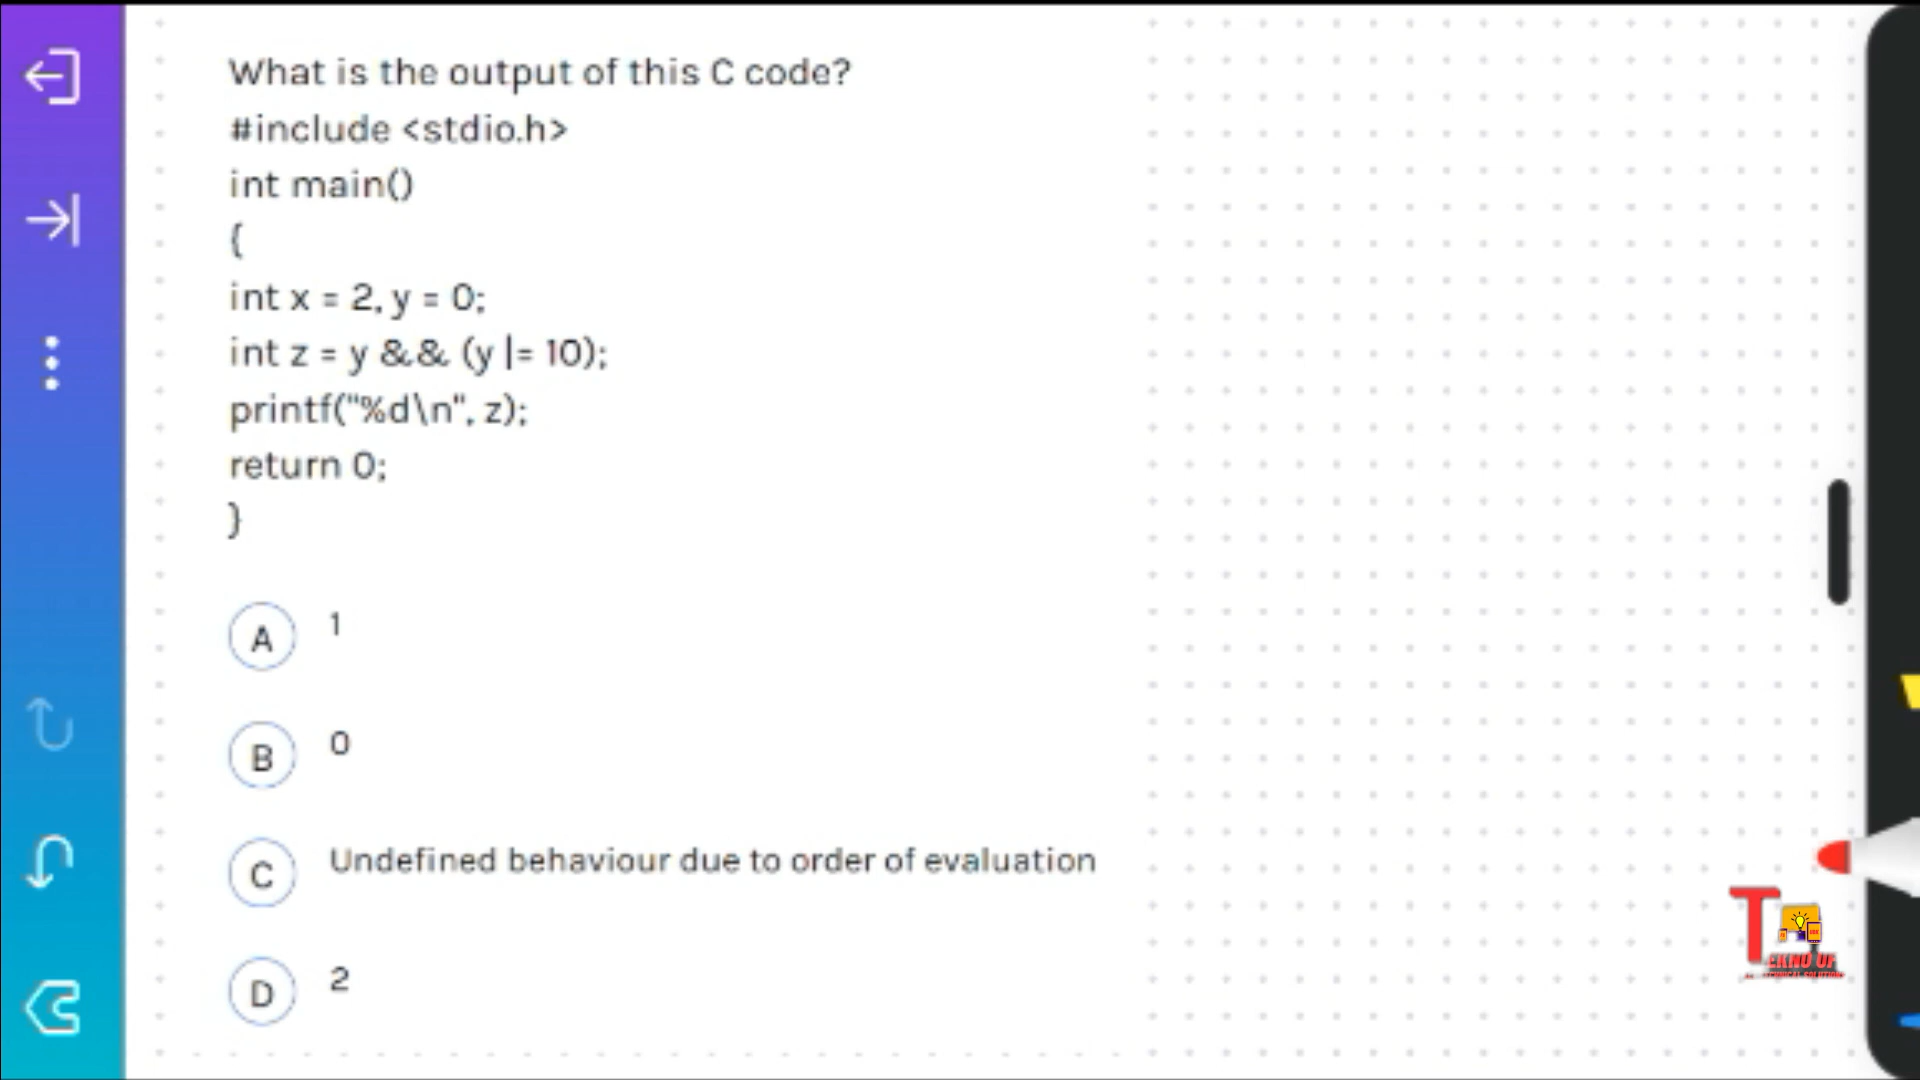 What is the output of this C code?
#include <stdio.h>
int main()
{
int x = 2, y = 0;
int z = y && (y |= 10);
printf("%d\n", z);
return 0;
}
A 1
B 0
C Undefined behaviour due to order of evaluation
D 2